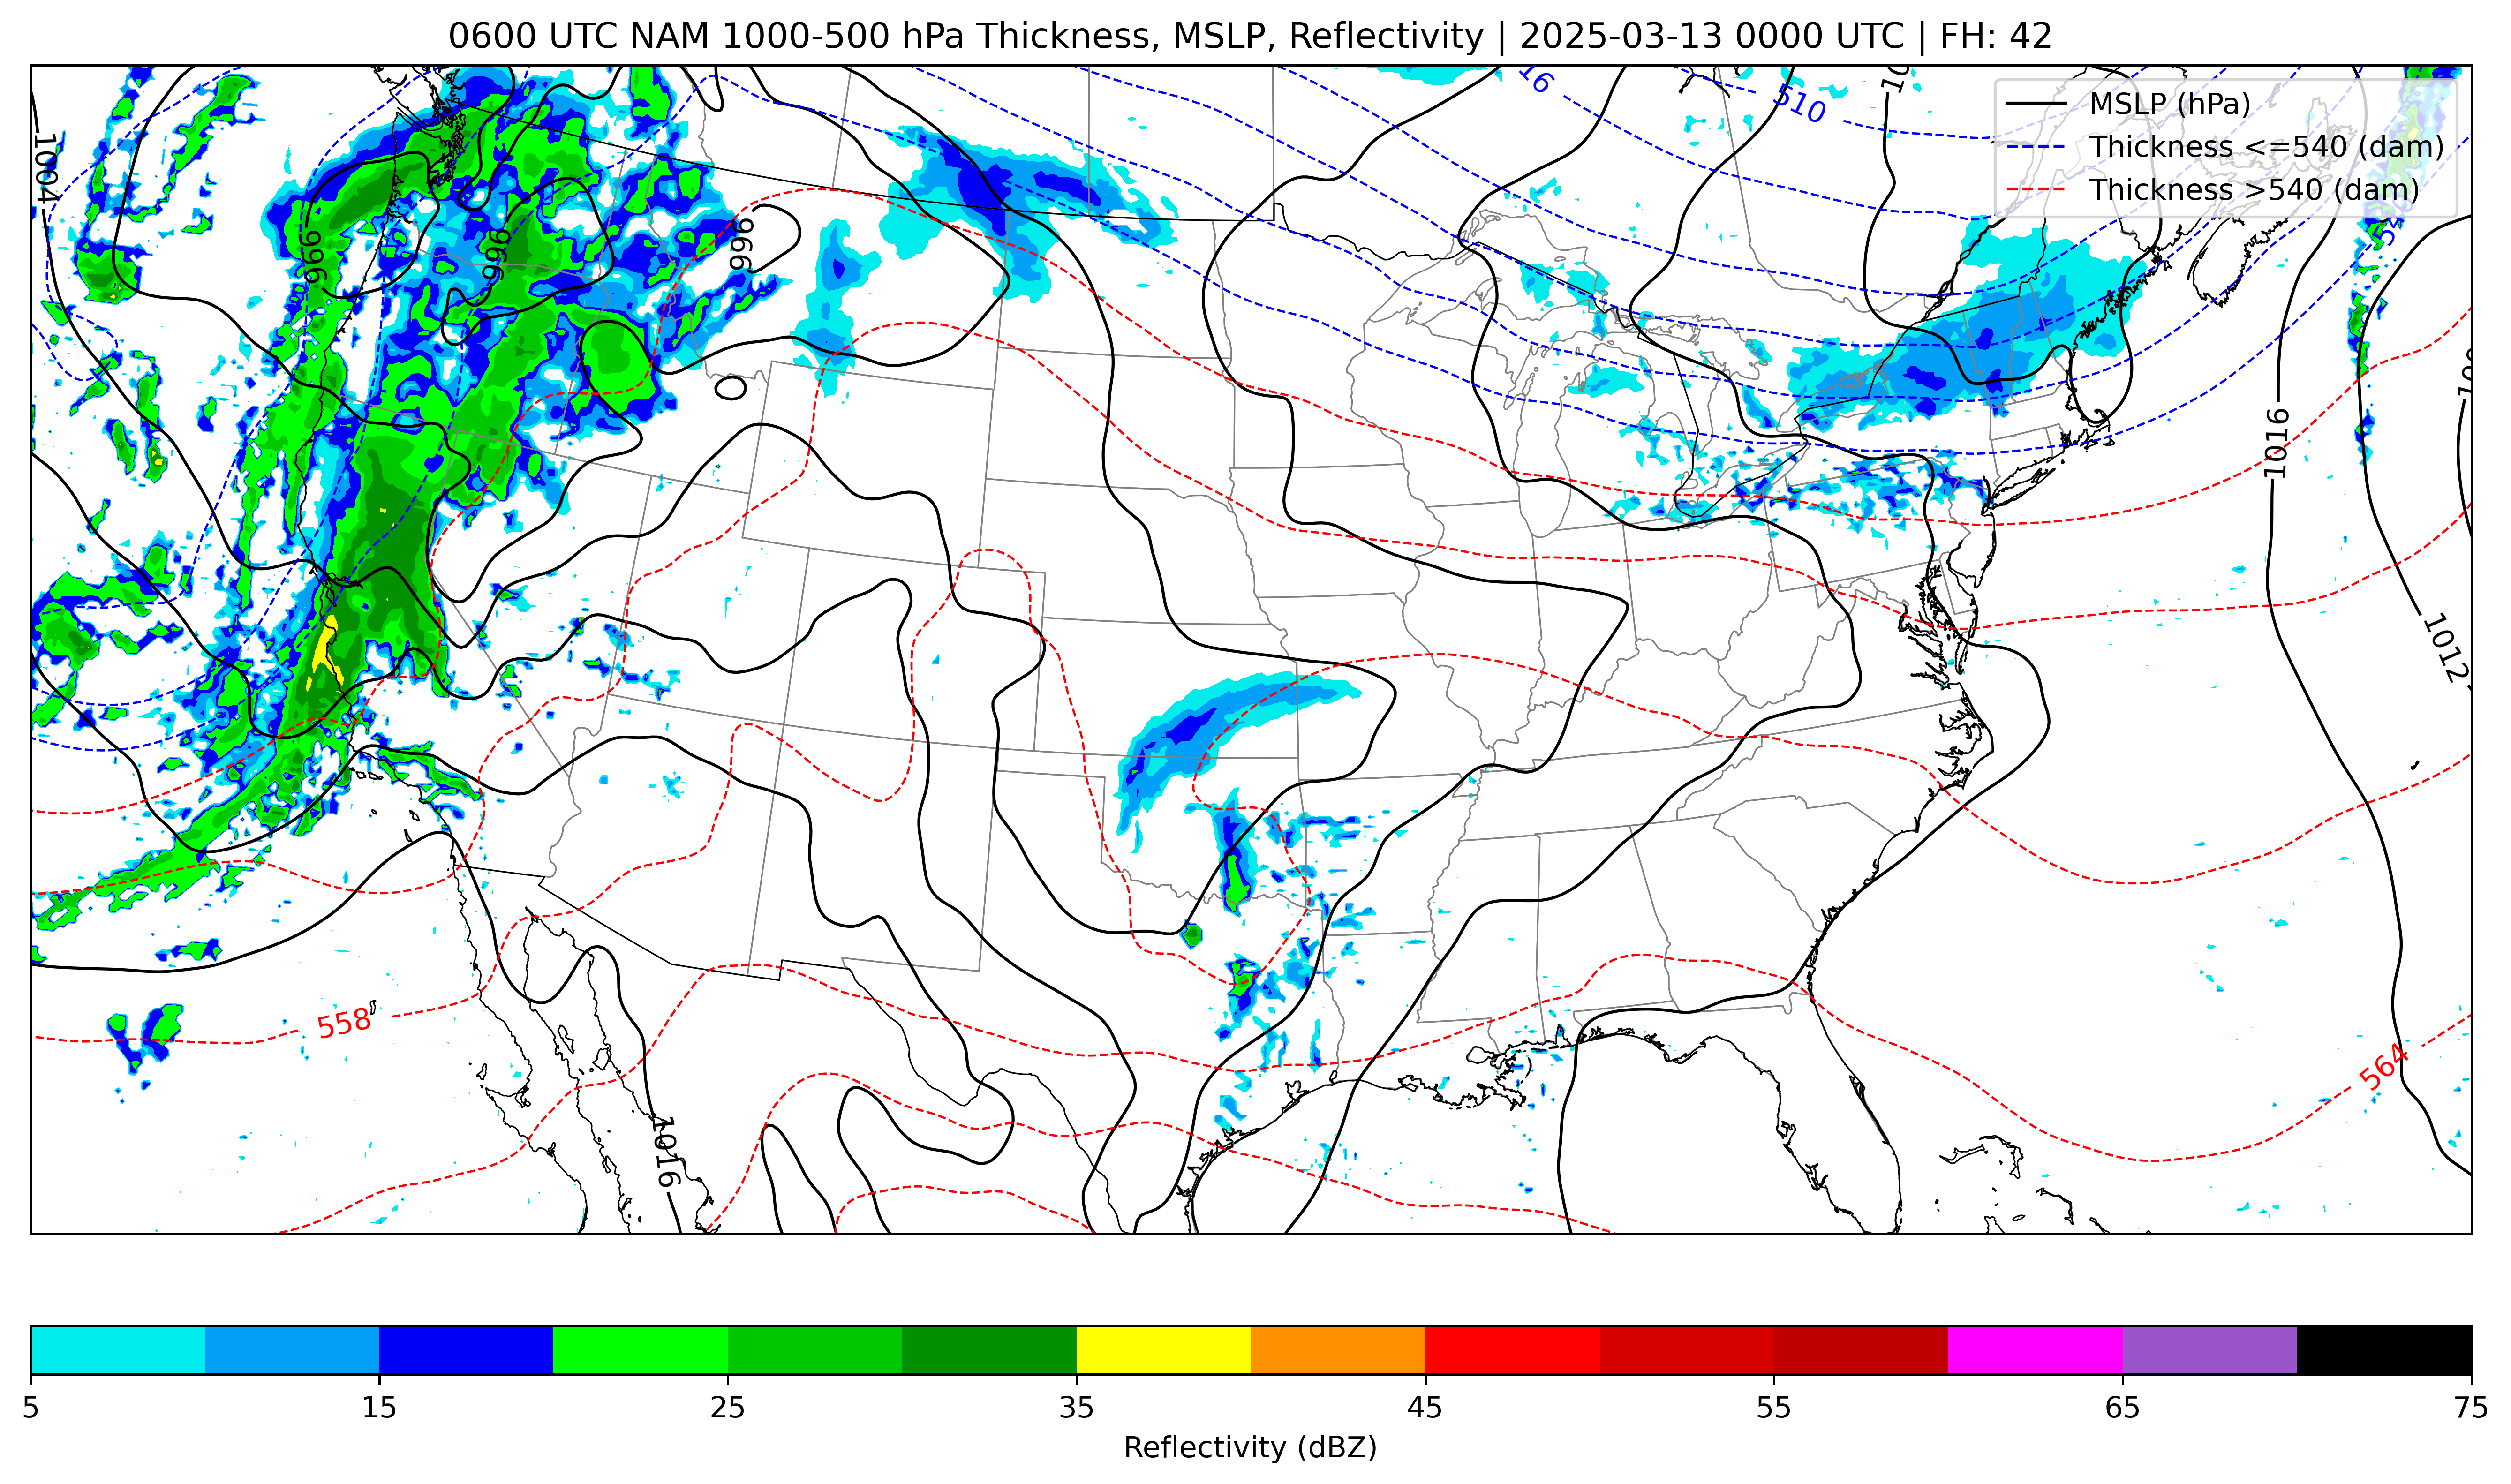 0600 UTC NAM 1000-500 hPa Thickness, MSLP, Reflectivity | 2025-03-13 0000 UTC | FH: 42
MSLP (hPa)
Thickness <=540 (dam)
Thickness >540 (dam)
510
1004
996
996
996
1016
1012
558
564
1016
5 15 25 35 45 55 65 75
Reflectivity (dBZ)